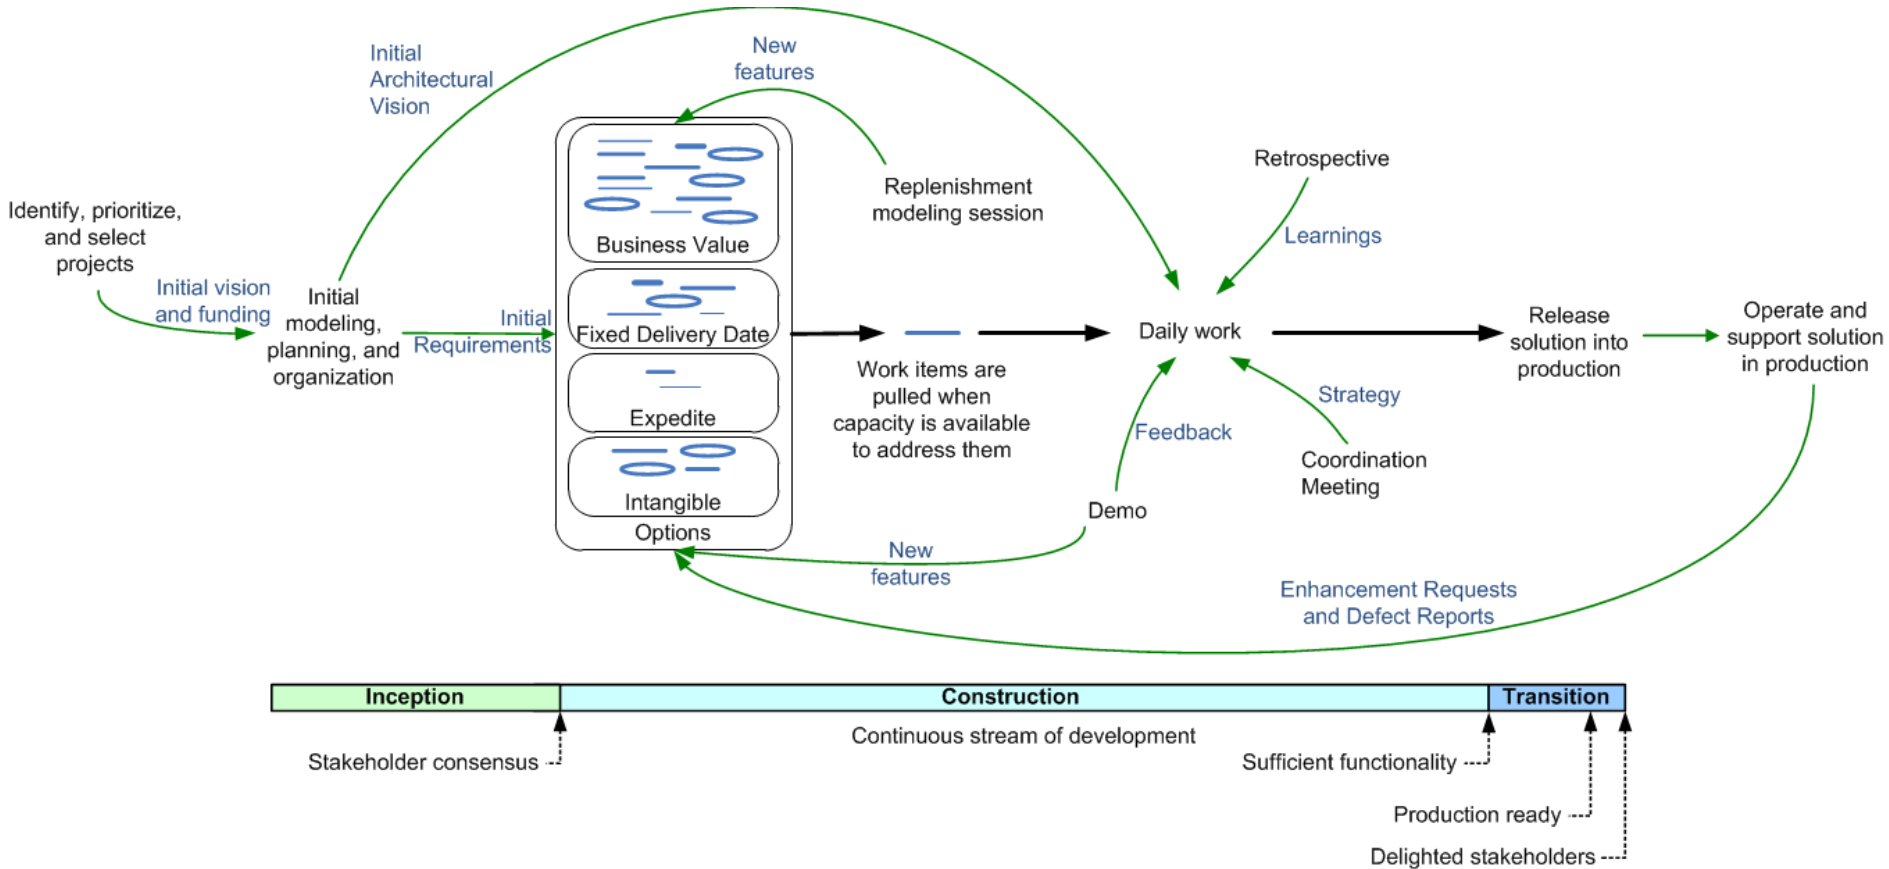 Initial
Architectural
Vision
New
features
Identify, prioritize,
and select
projects
Initial vision
and funding
Initial
modeling,
planning, and
organization
Initial
Requirements
Business Value
Fixed Delivery Date
Expedite
Intangible
Options
Replenishment
modeling session
Work items are
pulled when
capacity is available
to address them
Retrospective
Learnings
Daily work
Strategy
Coordination
Meeting
Feedback
Demo
New
features
Release
solution into
production
Operate and
support solution
in production
Enhancement Requests
and Defect Reports
Inception
Construction
Transition
Continuous stream of development
Stakeholder consensus
Sufficient functionality
Production ready
Delighted stakeholders